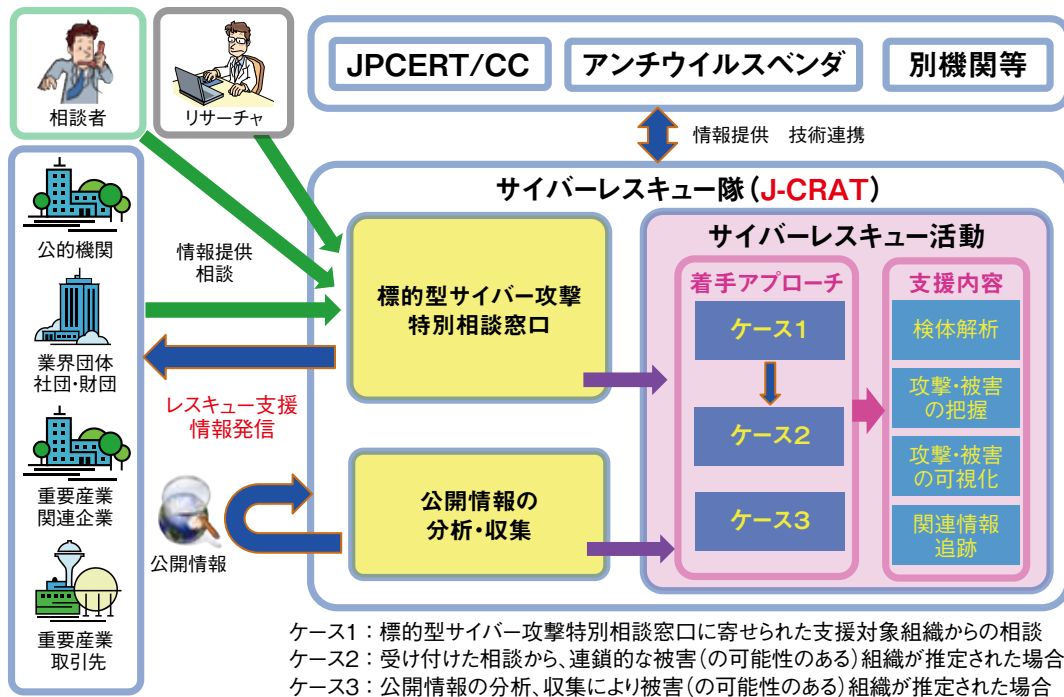 相談者
リサーチャ
JPCERT/CC
アンチウイルスベンダ
別機関等
情報提供　技術連携
公的機関
業界団体
社団・財団
重要産業
関連企業
重要産業
取引先
情報提供
相談
レスキュー支援
情報発信
公開情報
サイバーレスキュー隊（J-CRAT）
標的型サイバー攻撃
特別相談窓口
公開情報の
分析・収集
サイバーレスキュー活動
着手アプローチ
ケース1
ケース2
ケース3
支援内容
検体解析
攻撃・被害
の把握
攻撃・被害
の可視化
関連情報
追跡
ケース1：標的型サイバー攻撃特別相談窓口に寄せられた支援対象組織からの相談
ケース2：受け付けた相談から、連鎖的な被害（の可能性のある）組織が推定された場合
ケース3：公開情報の分析、収集により被害（の可能性のある）組織が推定された場合